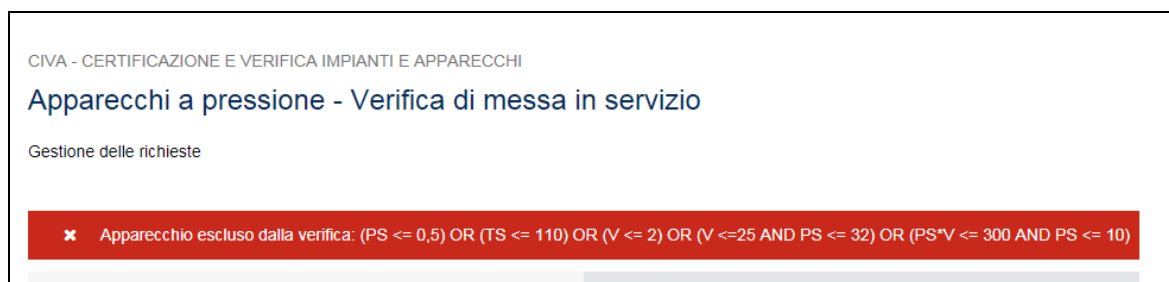 CIVA - CERTIFICAZIONE E VERIFICA IMPIANTI E APPARECCHI
Apparecchi a pressione - Verifica di messa in servizio
Gestione delle richieste
✖ Apparecchio escluso dalla verifica: (PS <= 0,5) OR (TS <= 110) OR (V <= 2) OR (V <=25 AND PS <= 32) OR (PS*V <= 300 AND PS <= 10)